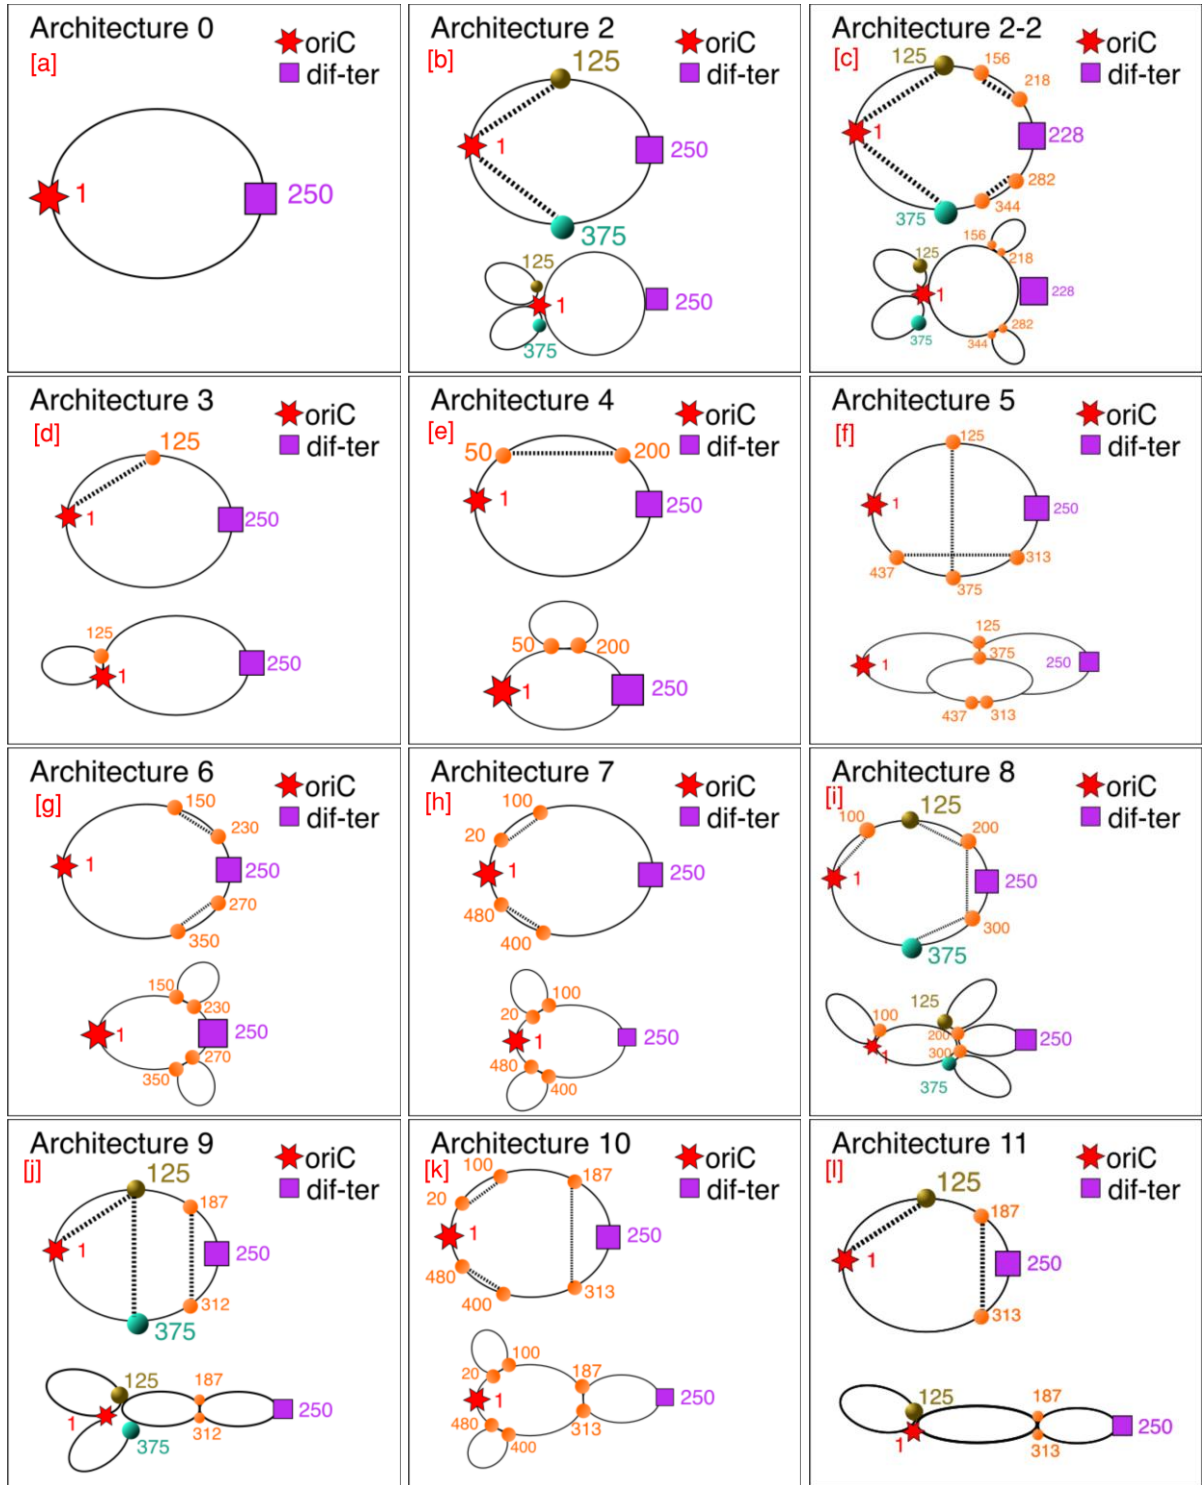 Architecture 0
[a]
oriC
dif-ter
1
250
Architecture 2
[b]
oriC
dif-ter
125
1
250
375
125
1
250
375
Architecture 2-2
[c]
oriC
dif-ter
125
156
218
1
228
282
344
375
125
156
218
1
228
282
344
375
Architecture 3
[d]
oriC
dif-ter
125
1
250
125
1
250
Architecture 4
[e]
oriC
dif-ter
50
200
1
250
50
200
1
250
Architecture 5
[f]
oriC
dif-ter
125
1
250
437
313
375
125
375
1
250
437
313
Architecture 6
[g]
oriC
dif-ter
150
230
1
250
270
350
150
230
1
250
270
350
Architecture 7
[h]
oriC
dif-ter
100
20
1
250
480
400
100
20
1
250
480
400
Architecture 8
[i]
oriC
dif-ter
100
125
200
1
250
300
375
125
100
200
1
250
300
375
Architecture 9
[j]
oriC
dif-ter
125
187
1
250
312
375
125
187
1
250
375
312
Architecture 10
[k]
oriC
dif-ter
100
187
20
1
250
480
400
313
100
20
187
1
250
480
400
313
Architecture 11
[l]
oriC
dif-ter
125
187
1
250
313
125
187
1
250
313